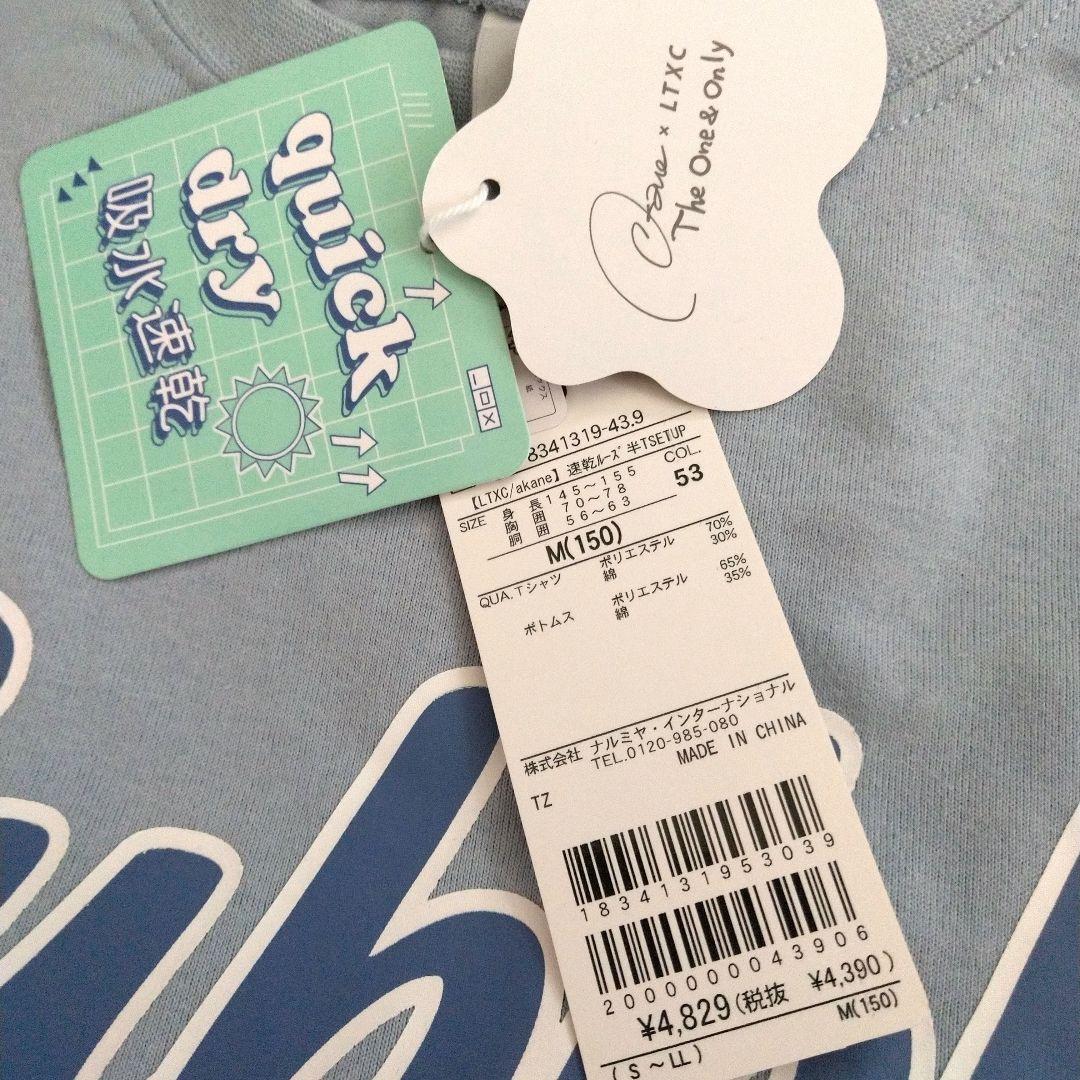 quick
dry
吸水速乾
× LTXC
The One & Only
8341319-43.9
【LTXC/akane】速乾ルーズ半TSETUP
SIZE 身長145～155 COL.
胸囲 70～78 53
胴囲 56～63
M(150)
QUA.Tシャツ ポリエステル 70%
綿 30%
ボトムス ポリエステル 65%
綿 35%
株式会社 ナルミヤ・インターナショナル
TEL.0120-985-080
MADE IN CHINA
TZ
1834131953039
2000000043906
¥4,829(税抜 ¥4,390)
M(150)
(S～LL)